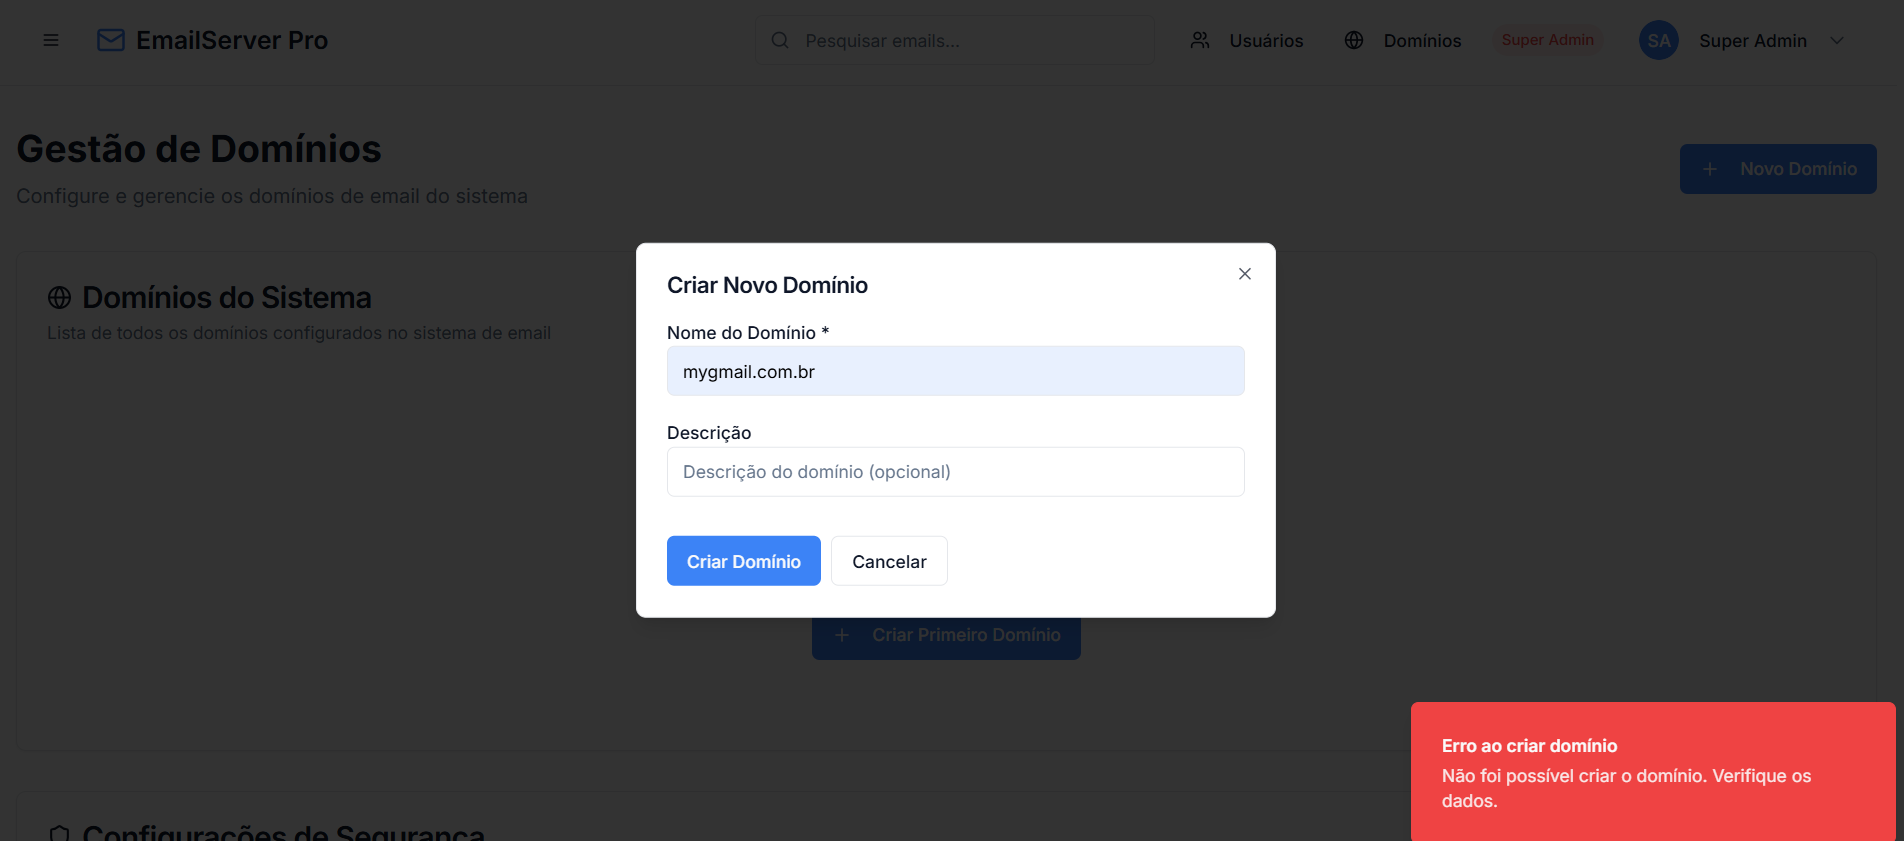 EmailServer Pro
Pesquisar emails...
Usuários
Domínios
Super Admin
SA
Super Admin
Gestão de Domínios
Configure e gerencie os domínios de email do sistema
Novo Domínio
Domínios do Sistema
Lista de todos os domínios configurados no sistema de email
Criar Novo Domínio
Nome do Domínio *
mygmail.com.br
Descrição
Descrição do domínio (opcional)
Criar Domínio
Cancelar
Criar Primeiro Domínio
Erro ao criar domínio
Não foi possível criar o domínio. Verifique os
dados.
Configurações de Segurança